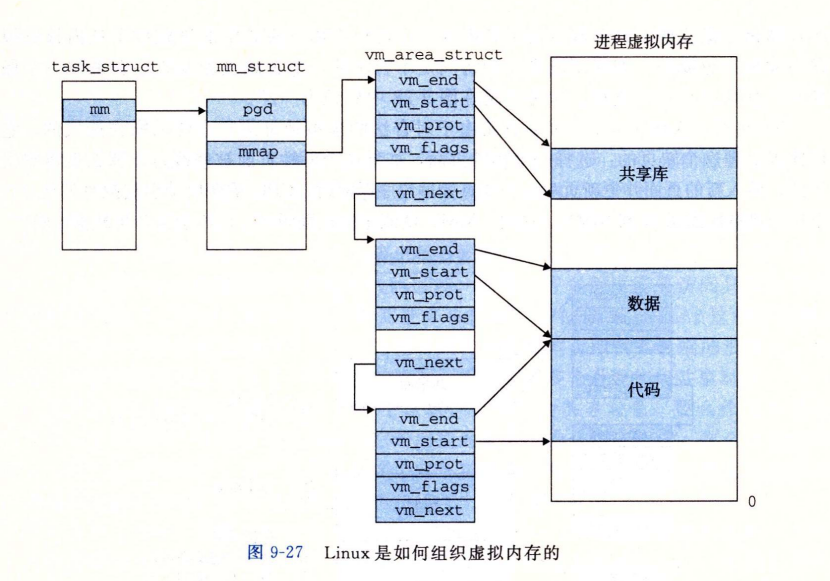 进程虚拟内存
task_struct
mm_struct
vm_area_struct
mm
pgd
mmap
vm_end
vm_start
vm_prot
vm_flags
vm_next
vm_end
vm_start
vm_prot
vm_flags
vm_next
vm_end
vm_start
vm_prot
vm_flags
vm_next
共享库
数据
代码
0
图 9-27 Linux 是如何组织虚拟内存的